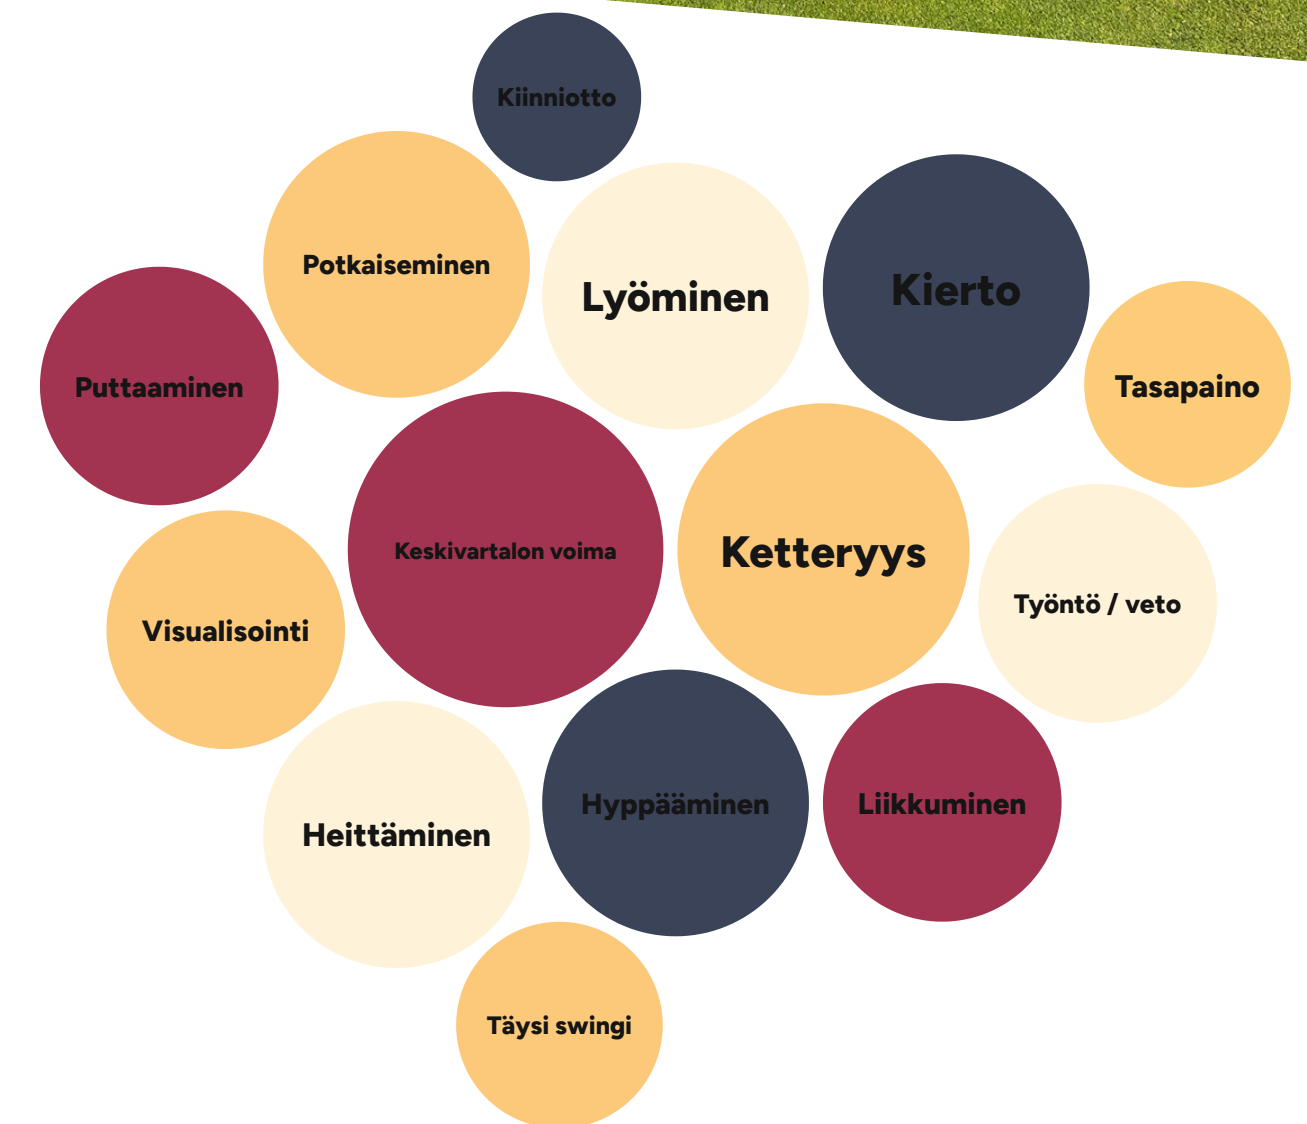 Kiinniotto
Potkaiseminen
Lyöminen
Kierto
Puttaaminen
Tasapaino
Keskivartalon voima
Ketteryys
Työntö / veto
Visualisointi
Heittäminen
Hyppääminen
Liikkuminen
Täysi swingi